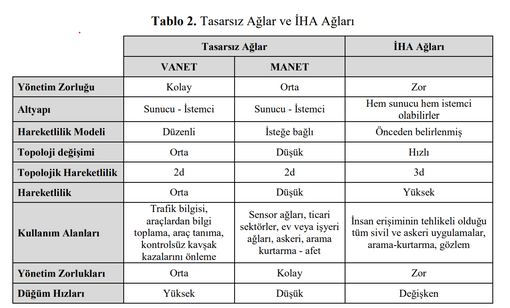 Tablo 2. Tasarsız Ağlar ve İHA Ağları
Tasarsız Ağlar İHA Ağları
VANET MANET
Yönetim Zorluğu Kolay Orta Zor
Altyapı Sunucu - İstemci Sunucu - İstemci Hem sunucu hem istemci
olabilirler
Hareketlilik Modeli Düzenli İsteğe bağlı Önceden belirlenmiş
Topoloji değişimi Orta Düşük Hızlı
Topolojik Hareketlilik 2d 2d 3d
Hareketlilik Orta Düşük Yüksek
Kullanım Alanları
Trafik bilgisi,
araçlardan bilgi
toplama, araç tanıma,
kontrolsüz kavşak
kazalarını önleme
Sensor ağları, ticari
sektörler, ev veya işyeri
ağları, askeri, arama
kurtarma - afet
İnsan erişiminin tehlikeli olduğu
tüm sivil ve askeri uygulamalar,
arama-kurtarma, gözlem
Yönetim Zorlukları Orta Kolay Zor
Düğüm Hızları Yüksek Düşük Değişken